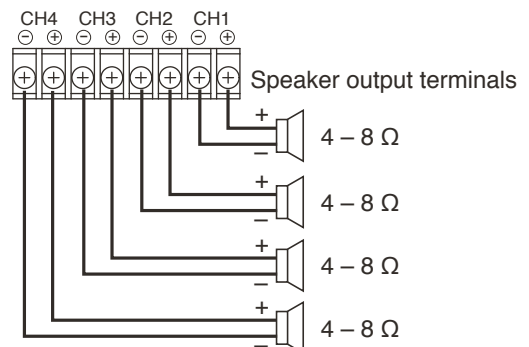 CH4 CH3 CH2 CH1
⊖ ⊕ ⊖ ⊕ ⊖ ⊕ ⊖ ⊕
Speaker output terminals
+
4 – 8 Ω
–
+
4 – 8 Ω
–
+
4 – 8 Ω
–
+
4 – 8 Ω
–